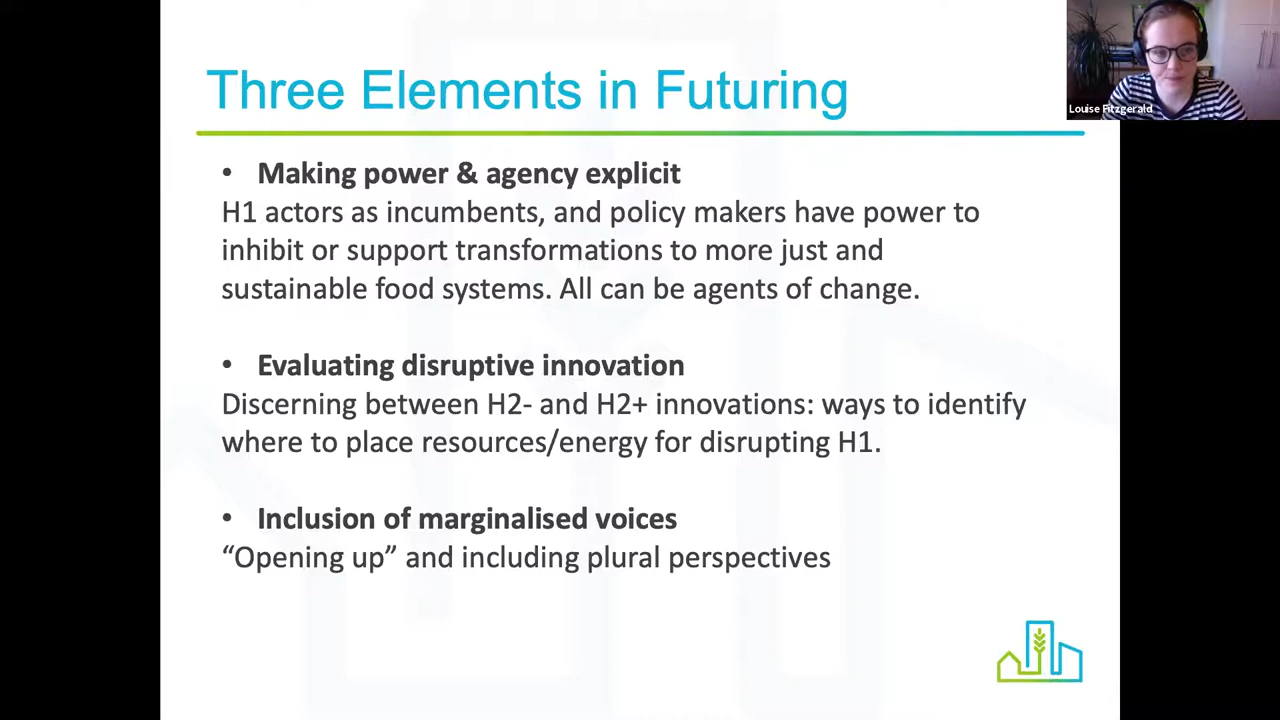 Three Elements in Futuring
Louise Fitzgerald
• Making power & agency explicit
H1 actors as incumbents, and policy makers have power to
inhibit or support transformations to more just and
sustainable food systems. All can be agents of change.
• Evaluating disruptive innovation
Discerning between H2- and H2+ innovations: ways to identify
where to place resources/energy for disrupting H1.
• Inclusion of marginalised voices
“Opening up” and including plural perspectives